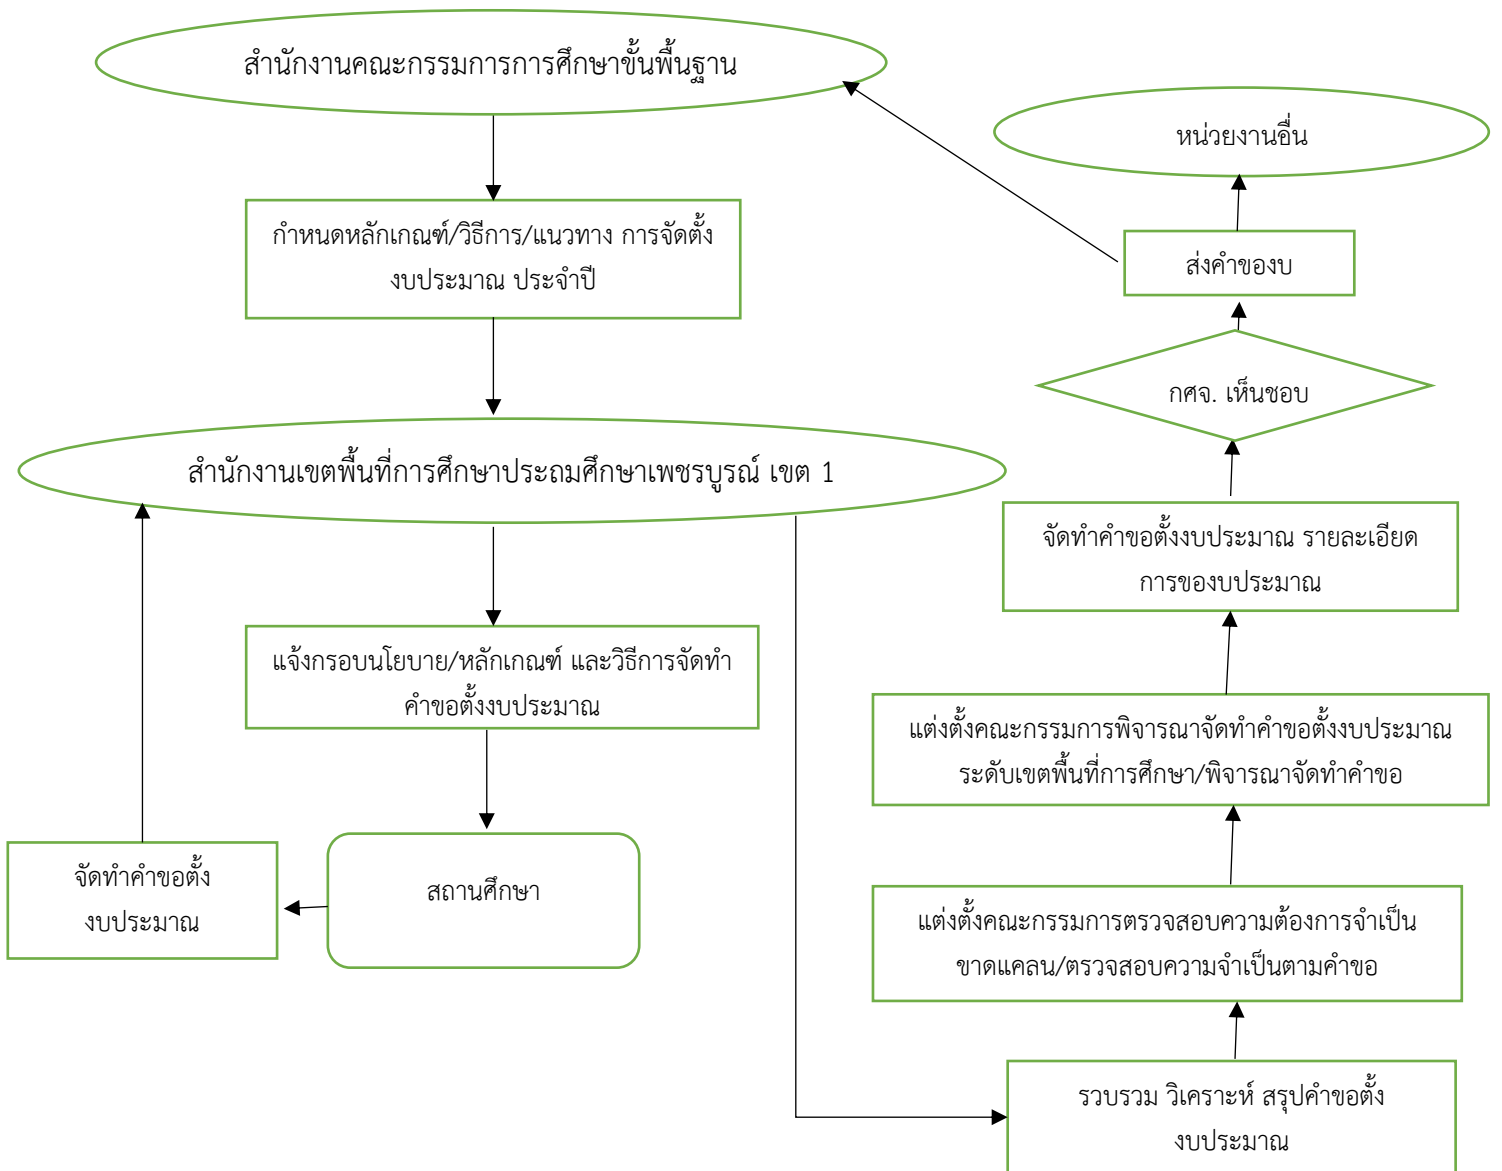 สำนักงานคณะกรรมการการศึกษาขั้นพื้นฐาน
หน่วยงานอื่น
กำหนดหลักเกณฑ์/วิธีการ/แนวทาง การจัดตั้ง
งบประมาณ ประจำปี
ส่งคำของบ
กศจ. เห็นชอบ
สำนักงานเขตพื้นที่การศึกษาประถมศึกษาเพชรบูรณ์ เขต 1
จัดทำคำขอตั้งงบประมาณ รายละเอียด
การของบประมาณ
แจ้งกรอบนโยบาย/หลักเกณฑ์ และวิธีการจัดทำ
คำขอตั้งงบประมาณ
แต่งตั้งคณะกรรมการพิจารณาจัดทำคำขอตั้งงบประมาณ
ระดับเขตพื้นที่การศึกษา/พิจารณาจัดทำคำขอ
จัดทำคำขอตั้ง
งบประมาณ
สถานศึกษา
แต่งตั้งคณะกรรมการตรวจสอบความต้องการจำเป็น
ขาดแคลน/ตรวจสอบความจำเป็นตามคำขอ
รวบรวม วิเคราะห์ สรุปคำขอตั้ง
งบประมาณ